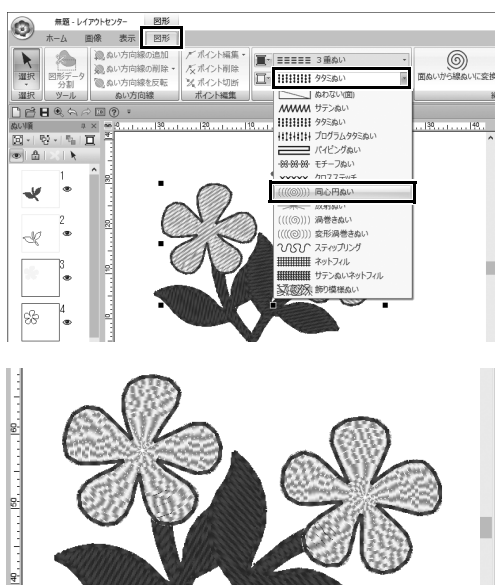 無題 - レイアウトセンター 図形
ホーム 画像 表示 図形
選択
図形データ
分割
ぬい方向線の追加
ぬい方向線の削除
ぬい方向線を反転
ポイント編集
ポイント削除
ポイント切断
3 重ぬい
タタミぬい
面ぬいから線ぬいに変換
選択 ツール ぬい方向線 ポイント編集
ぬわない(面)
サテンぬい
タタミぬい
プログラムタタミぬい
パイピングぬい
モチーフぬい
クロスステッチ
同心円ぬい
放射ぬい
渦巻きぬい
変形渦巻きぬい
スティップリング
ネットフィル
サテンぬいネットフィル
飾り模様ぬい
ぬい順
30 20 10 30
1
2
3
4